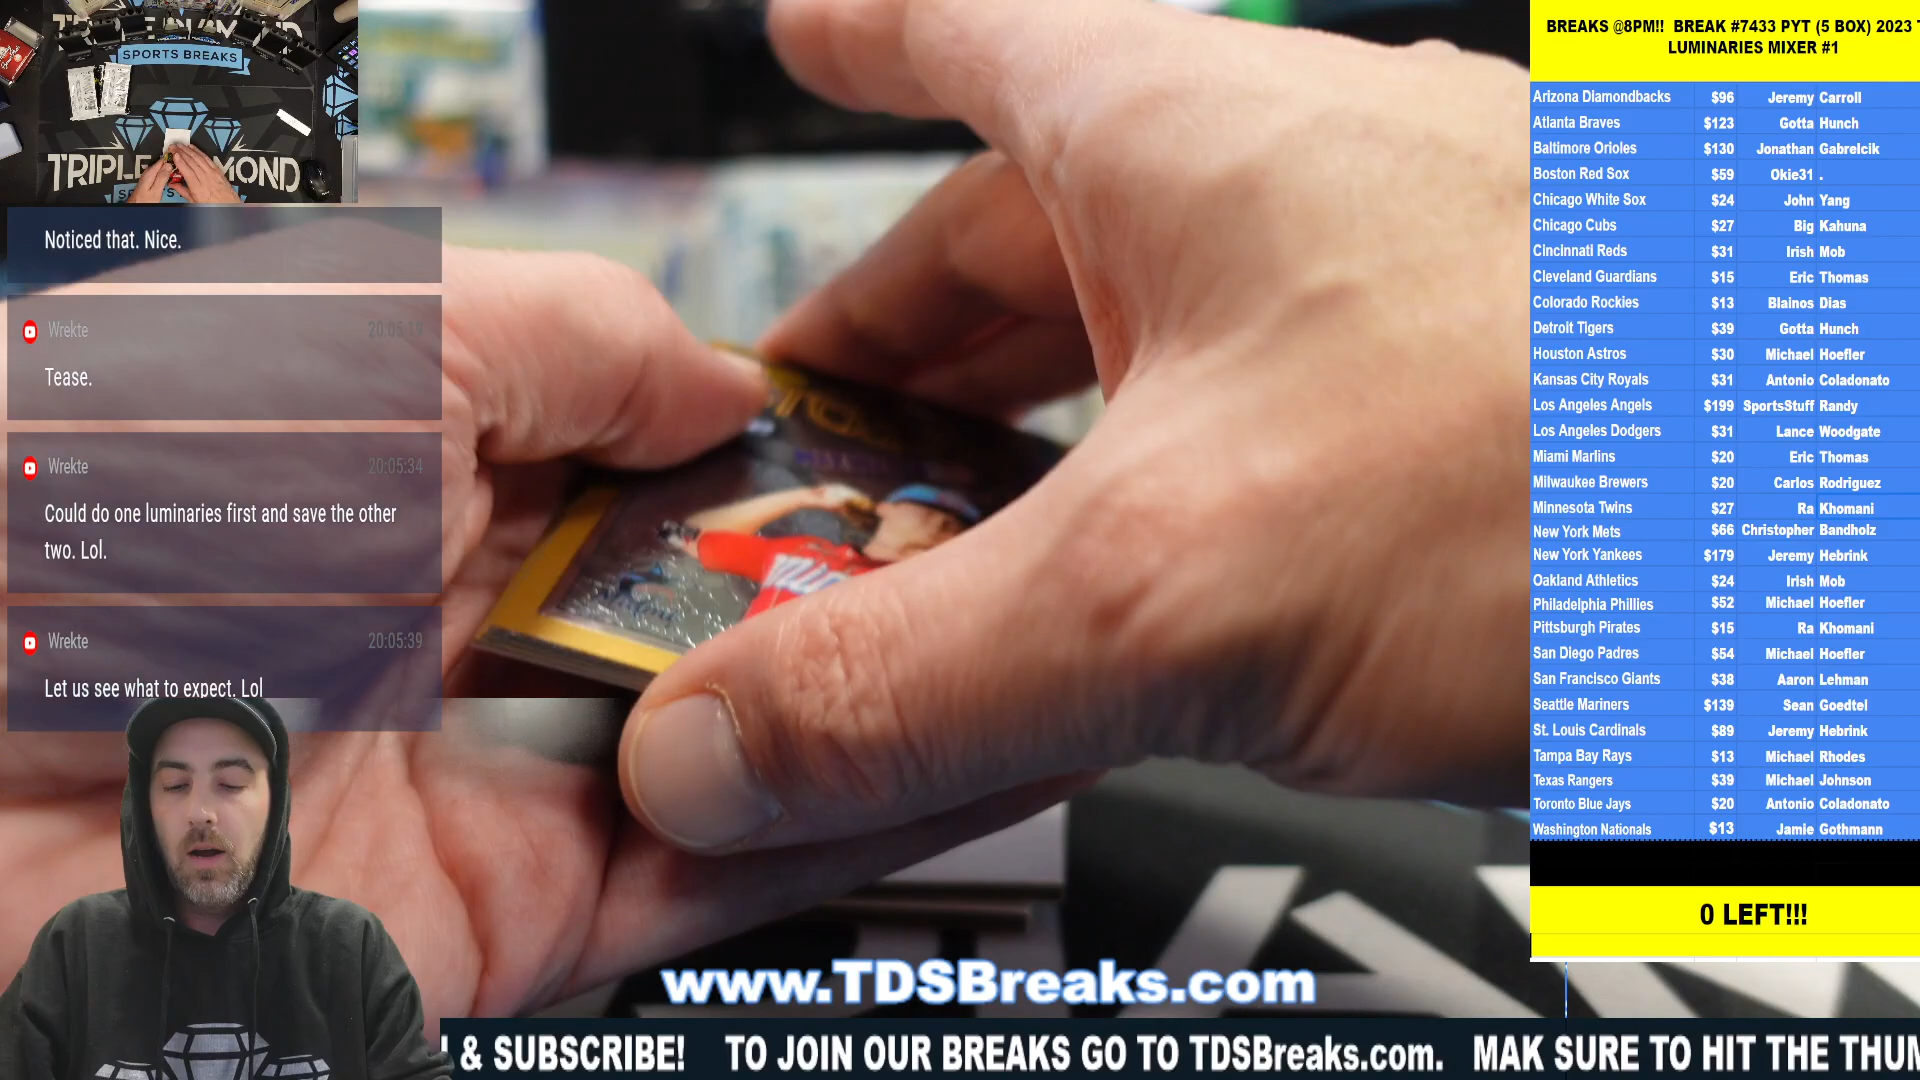 TRIPLE DIAMOND
SPORTS BREAKS
TRIPLE DIAMOND
Noticed that. Nice.
Wrekte 20:05:19
Tease.
Wrekte 20:05:34
Could do one luminaries first and save the other
two. Lol.
Wrekte 20:05:39
Let us see what to expect. Lol
BREAKS @8PM!! BREAK #7433 PYT (5 BOX) 2023
LUMINARIES MIXER #1
Arizona Diamondbacks $96 Jeremy Carroll
Atlanta Braves $123 Gotta Hunch
Baltimore Orioles $130 Jonathan Gabrelcik
Boston Red Sox $59 Okie31 .
Chicago White Sox $24 John Yang
Chicago Cubs $27 Big Kahuna
Cincinnati Reds $31 Irish Mob
Cleveland Guardians $15 Eric Thomas
Colorado Rockies $13 Blainos Dias
Detroit Tigers $39 Gotta Hunch
Houston Astros $30 Michael Hoefler
Kansas City Royals $31 Antonio Coladonato
Los Angeles Angels $199 SportsStuff Randy
Los Angeles Dodgers $31 Lance Woodgate
Miami Marlins $20 Eric Thomas
Milwaukee Brewers $20 Carlos Rodriguez
Minnesota Twins $27 Ra Khomani
New York Mets $66 Christopher Bandholz
New York Yankees $179 Jeremy Hebrink
Oakland Athletics $24 Irish Mob
Philadelphia Phillies $52 Michael Hoefler
Pittsburgh Pirates $15 Ra Khomani
San Diego Padres $54 Michael Hoefler
San Francisco Giants $38 Aaron Lehman
Seattle Mariners $139 Sean Goedtel
St. Louis Cardinals $89 Jeremy Hebrink
Tampa Bay Rays $13 Michael Rhodes
Texas Rangers $39 Michael Johnson
Toronto Blue Jays $20 Antonio Coladonato
Washington Nationals $13 Jamie Gothmann
0 LEFT!!!
www.TDSBreaks.com
& SUBSCRIBE! TO JOIN OUR BREAKS GO TO TDSBreaks.com. MAK SURE TO HIT THE THUM